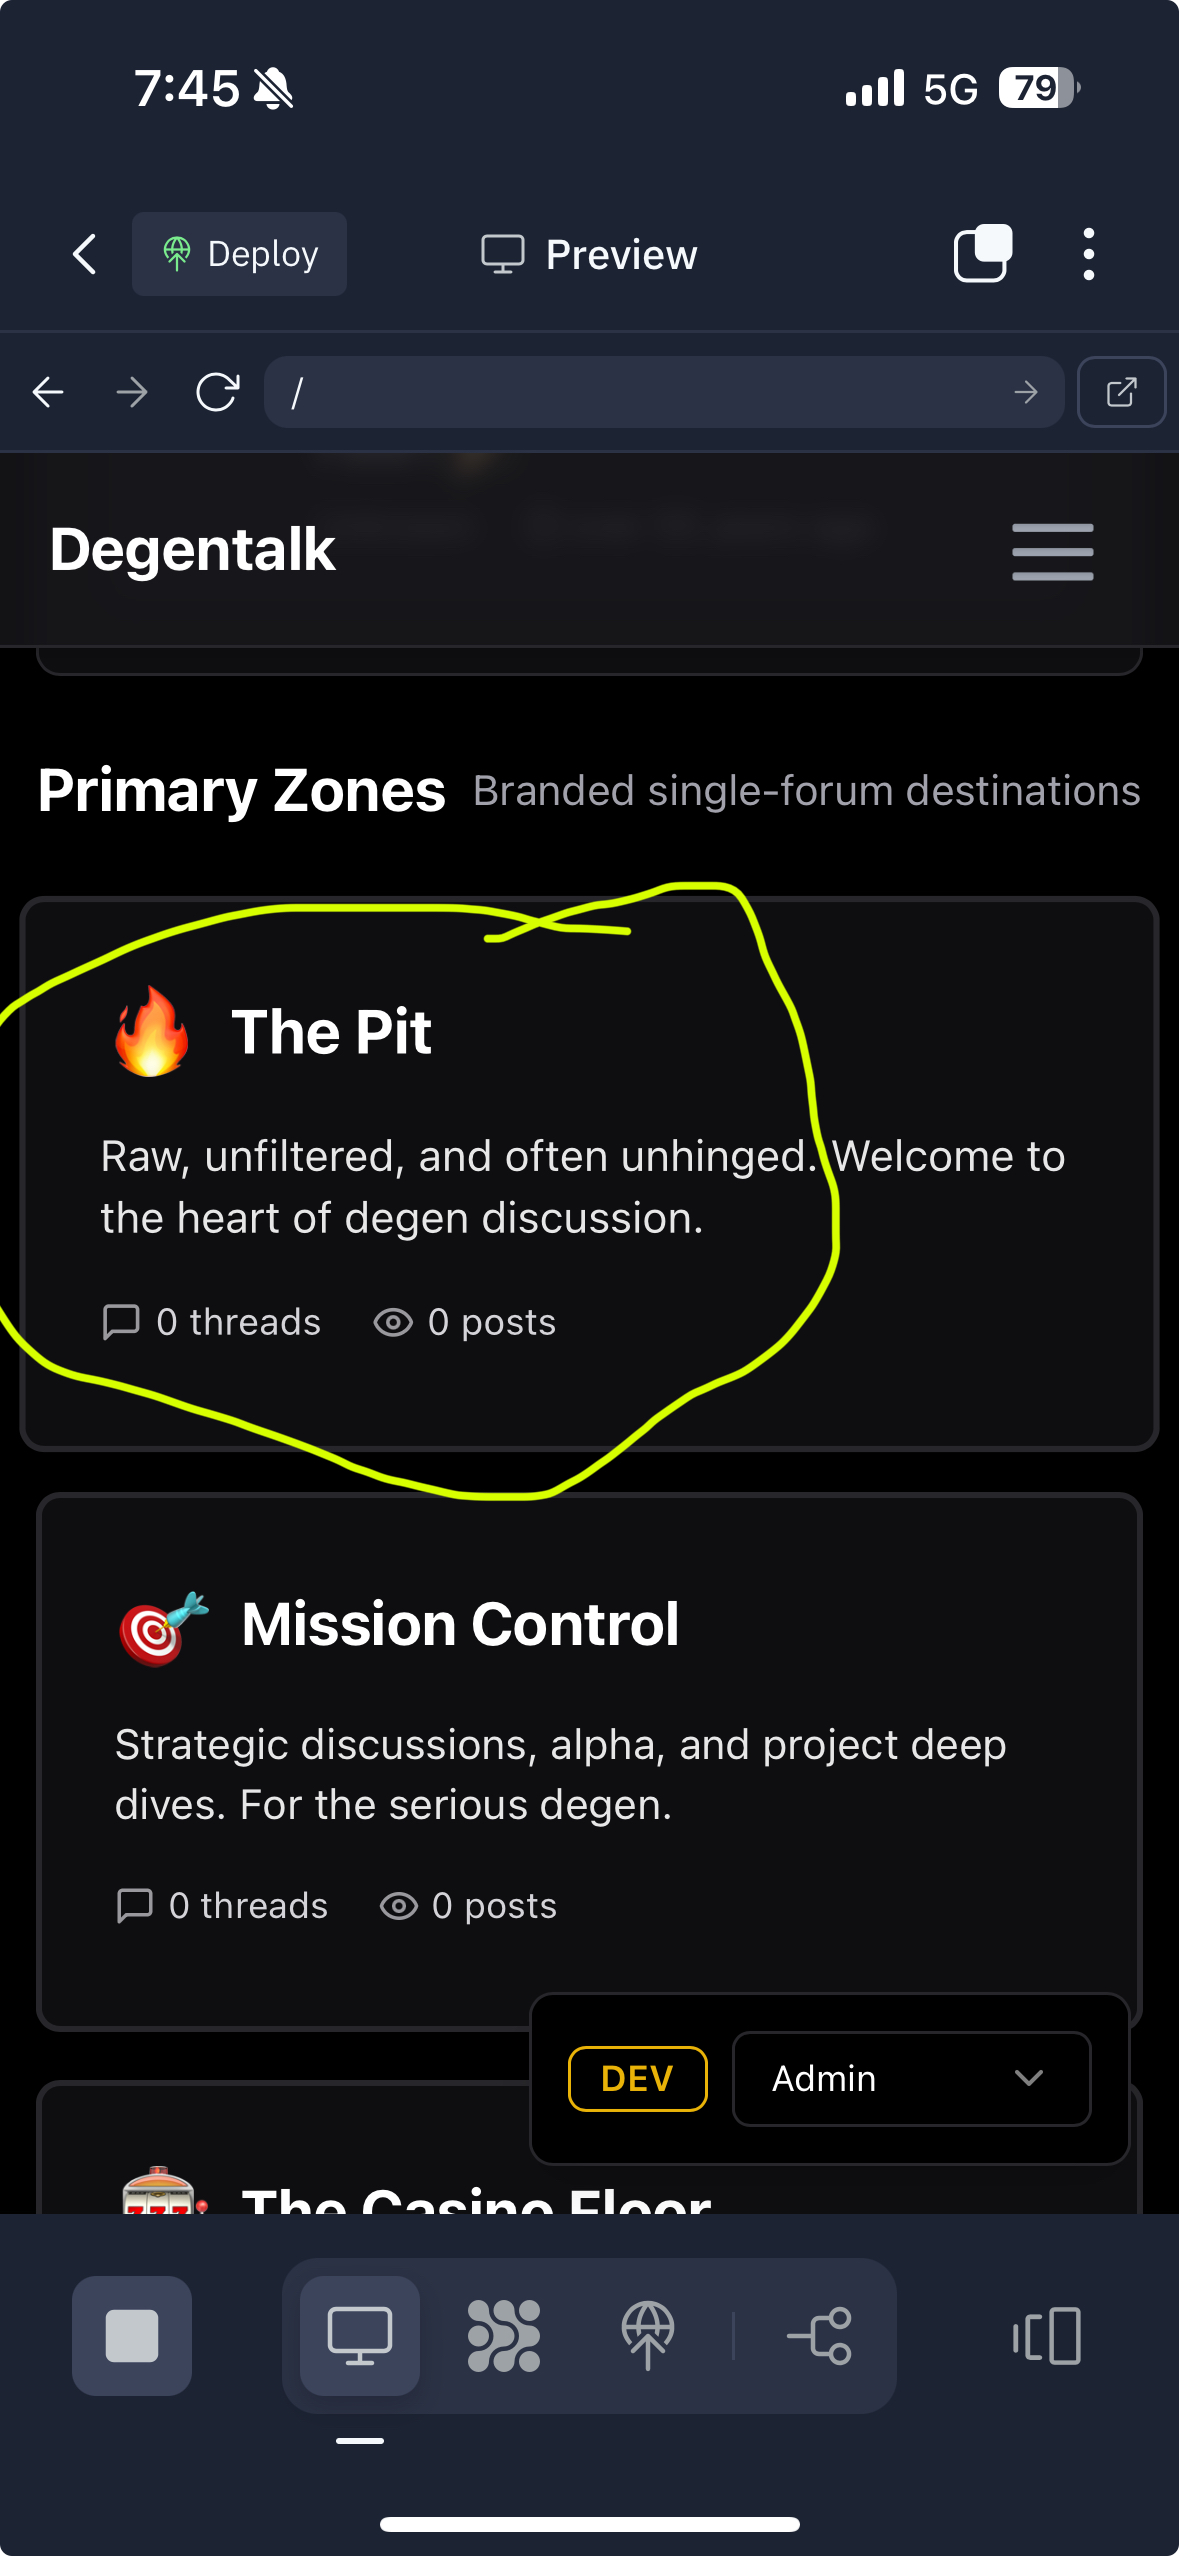 7:45
5G 79
Deploy
Preview
/
Degentalk
Primary Zones Branded single-forum destinations
The Pit
Raw, unfiltered, and often unhinged. Welcome to
the heart of degen discussion.
0 threads 0 posts
Mission Control
Strategic discussions, alpha, and project deep
dives. For the serious degen.
0 threads 0 posts
DEV Admin
The Casino Floor